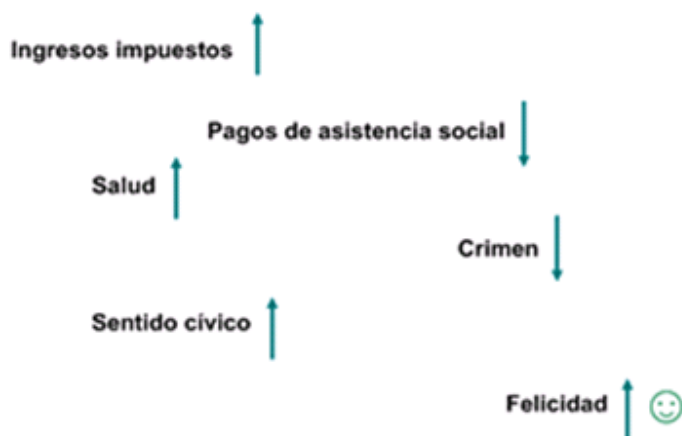 Ingresos impuestos
Pagos de asistencia social
Salud
Crimen
Sentido cívico
Felicidad